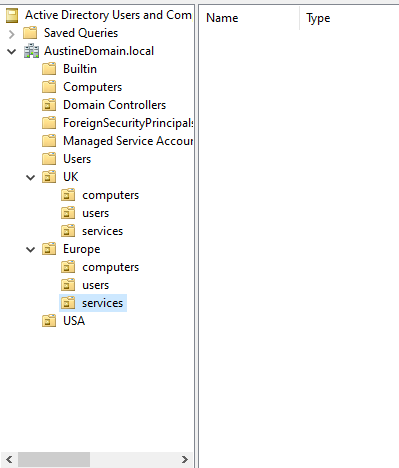 Active Directory Users and Com
Name
Type
Saved Queries
AustineDomain.local
Builtin
Computers
Domain Controllers
ForeignSecurityPrincipals
Managed Service Accou
Users
UK
computers
users
services
Europe
computers
users
services
USA